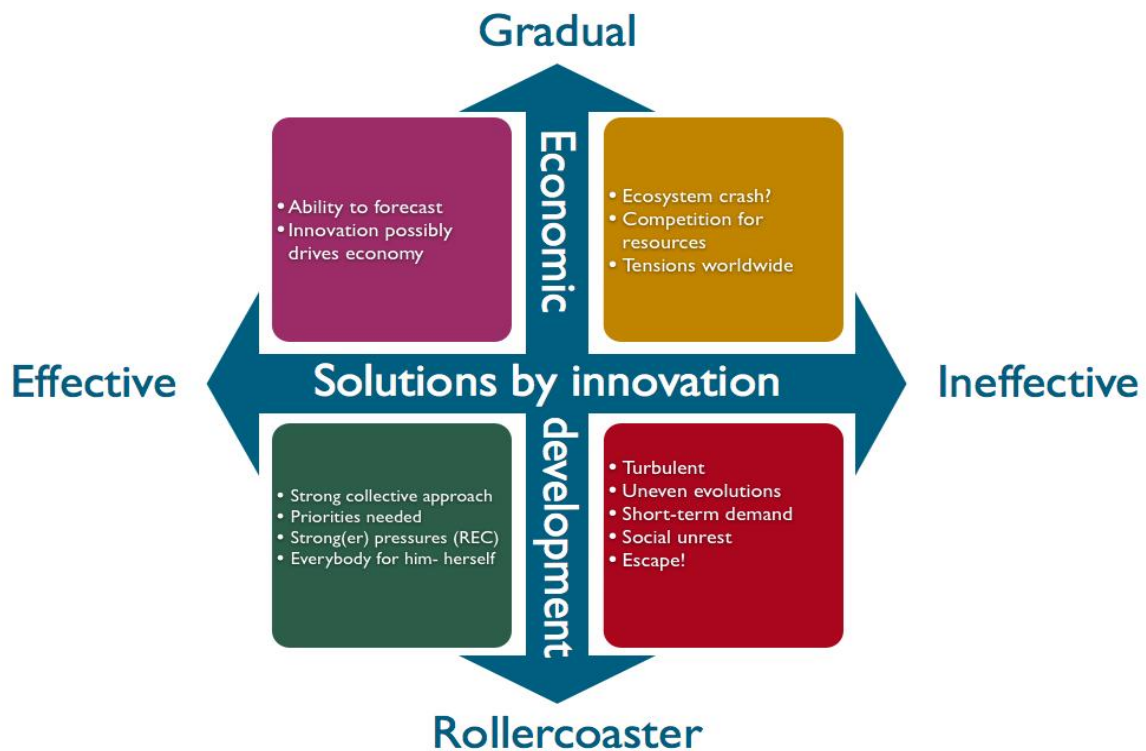 Gradual
Economic
• Ability to forecast
• Innovation possibly
drives economy
• Ecosystem crash?
• Competition for
resources
• Tensions worldwide
Effective
Solutions by innovation
Ineffective
development
• Strong collective approach
• Priorities needed
• Strong(er) pressures (REC)
• Everybody for him- herself
• Turbulent
• Uneven evolutions
• Short-term demand
• Social unrest
• Escape!
Rollercoaster